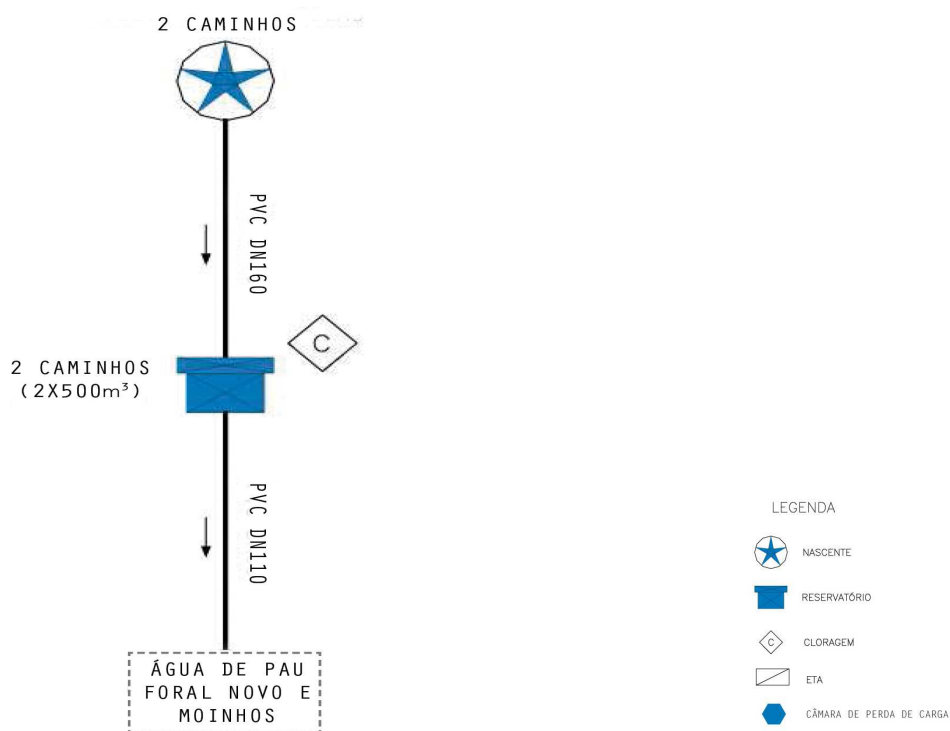 2 CAMINHOS
PVC DN160
C
2 CAMINHOS
(2X500m³)
PVC DN110
ÁGUA DE PAU
FORAL NOVO E
MOINHOS
LEGENDA
NASCENTE
RESERVATÓRIO
C CLORAGEM
ETA
CÂMARA DE PERDA DE CARGA